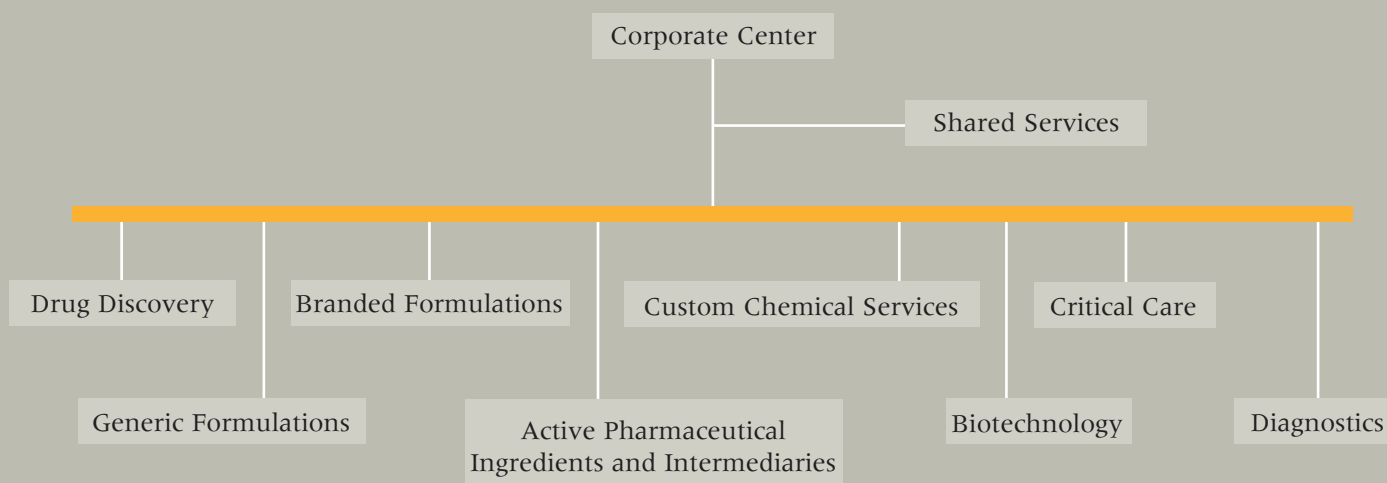 Corporate Center
Shared Services
Drug Discovery
Branded Formulations
Custom Chemical Services
Critical Care
Generic Formulations
Active Pharmaceutical
Ingredients and Intermediaries
Biotechnology
Diagnostics